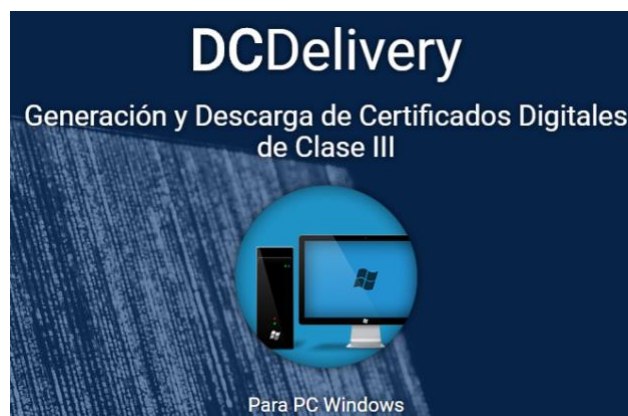 DCDelivery
Generación y Descarga de Certificados Digitales
de Clase III
Para PC Windows